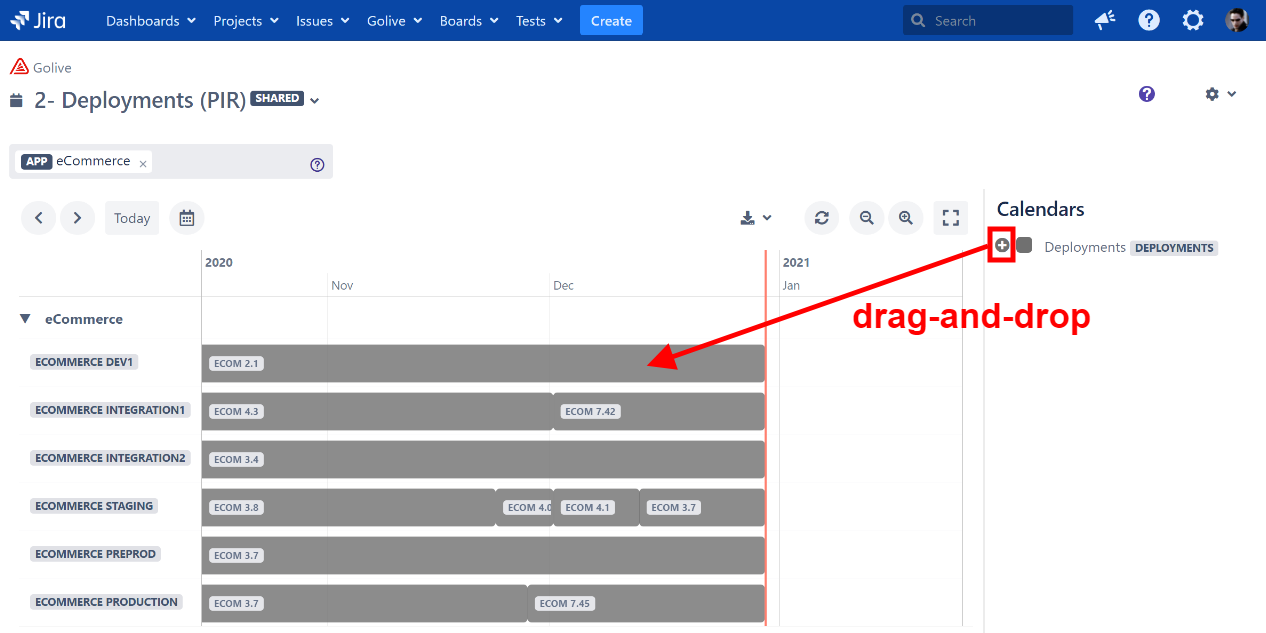 Jira Dashboards Projects Issues Golive Boards Tests Create Search
Golive
2- Deployments (PIR) SHARED
APP eCommerce ×
Today
Calendars
Deployments DEPLOYMENTS
2020 2021
Nov Dec Jan
drag-and-drop
eCommerce
ECOMMERCE DEV1 ECOM 2.1
ECOMMERCE INTEGRATION1 ECOM 4.3 ECOM 7.42
ECOMMERCE INTEGRATION2 ECOM 3.4
ECOMMERCE STAGING ECOM 3.8 ECOM 4.0 ECOM 4.1 ECOM 3.7
ECOMMERCE PREPROD ECOM 3.7
ECOMMERCE PRODUCTION ECOM 3.7 ECOM 7.45